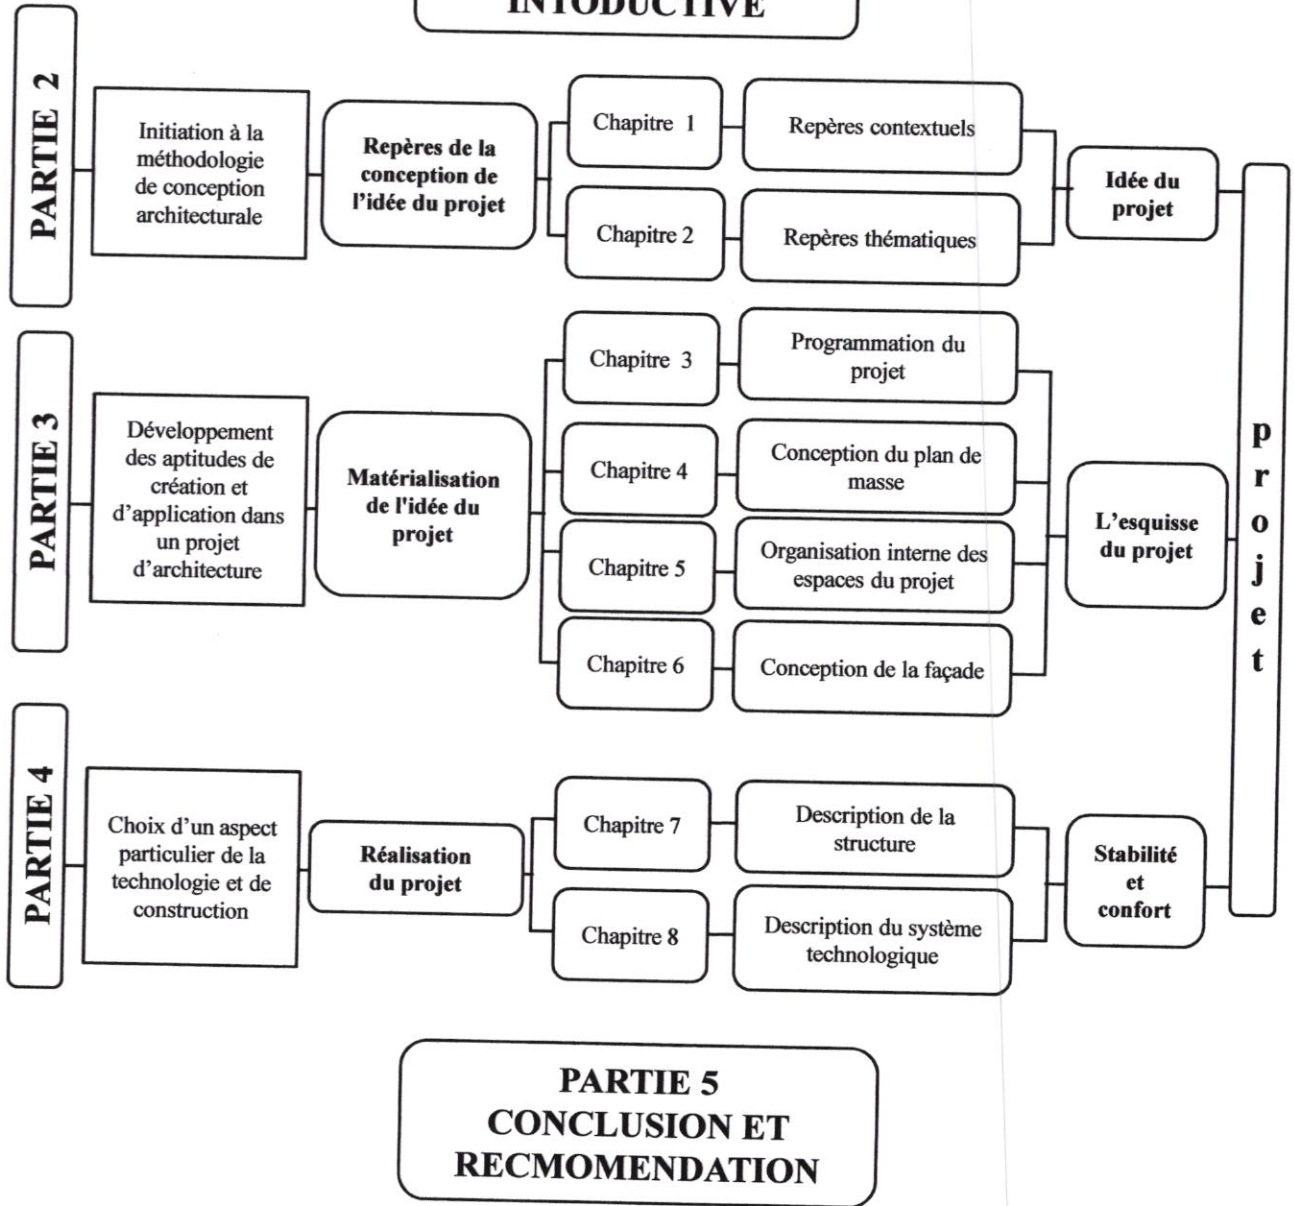 INTODUCTIVE
PARTIE 2
Initiation à la
méthodologie
de conception
architecturale
Repères de la
conception de
l'idée du projet
Chapitre 1
Repères contextuels
Chapitre 2
Repères thématiques
Idée du
projet
PARTIE 3
Développement
des aptitudes de
création et
d'application dans
un projet
d'architecture
Matérialisation
de l'idée du
projet
Chapitre 3
Programmation du
projet
Chapitre 4
Conception du plan de
masse
Chapitre 5
Organisation interne des
espaces du projet
Chapitre 6
Conception de la façade
L'esquisse
du projet
projet
PARTIE 4
Choix d'un aspect
particulier de la
technologie et de
construction
Réalisation
du projet
Chapitre 7
Description de la
structure
Chapitre 8
Description du système
technologique
Stabilité
et
confort
PARTIE 5
CONCLUSION ET
RECMOMENDATION